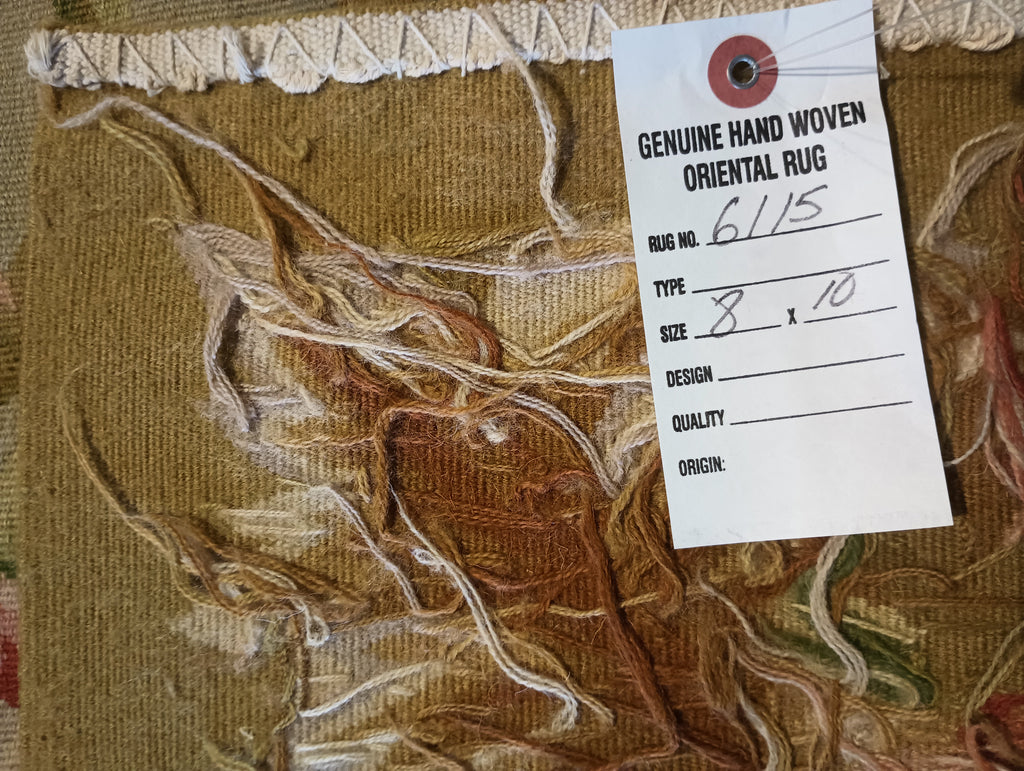 GENUINE HAND WOVEN
ORIENTAL RUG
RUG NO. 6115
TYPE
SIZE 8 X 10
DESIGN
QUALITY
ORIGIN: